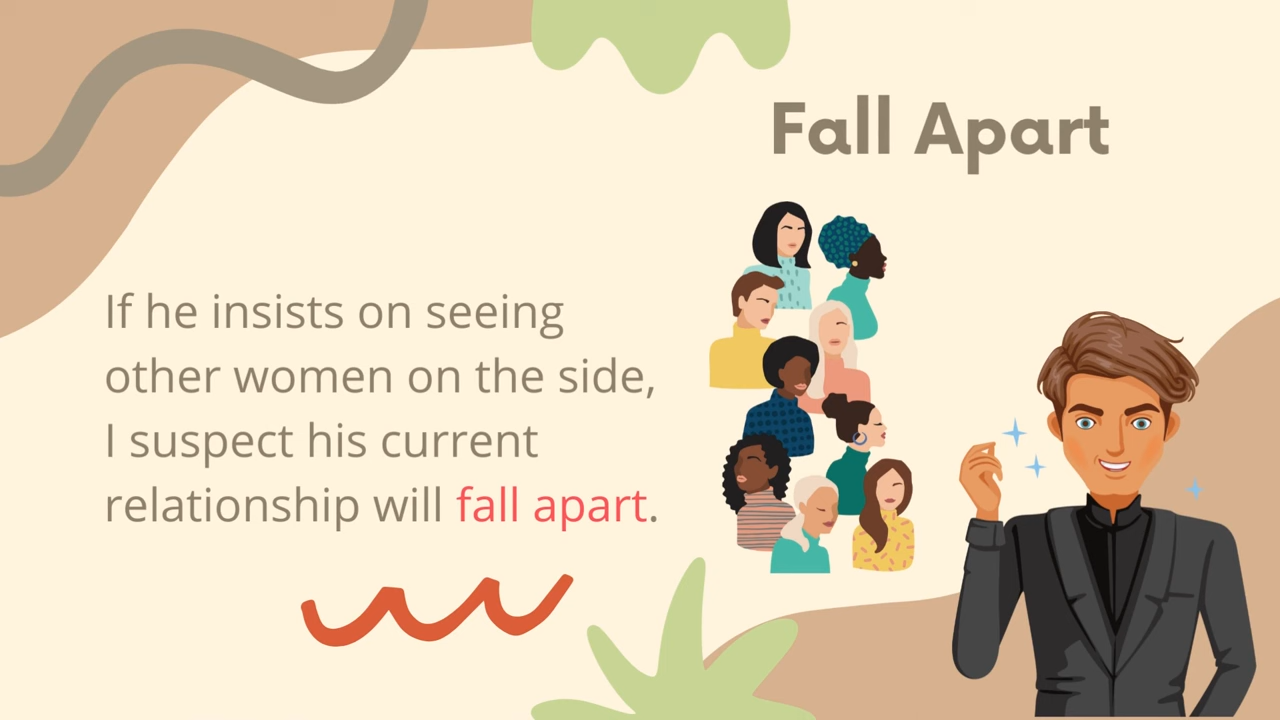 Fall Apart
If he insists on seeing
other women on the side,
I suspect his current
relationship will fall apart.